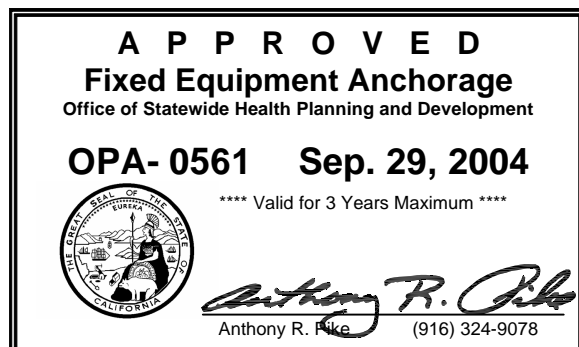 A P P R O V E D
Fixed Equipment Anchorage
Office of Statewide Health Planning and Development
OPA- 0561 Sep. 29, 2004
**** Valid for 3 Years Maximum ****
THE GREAT SEAL OF THE STATE OF CALIFORNIA
EUREKA
Anthony R. Pike
Anthony R. Pike (916) 324-9078